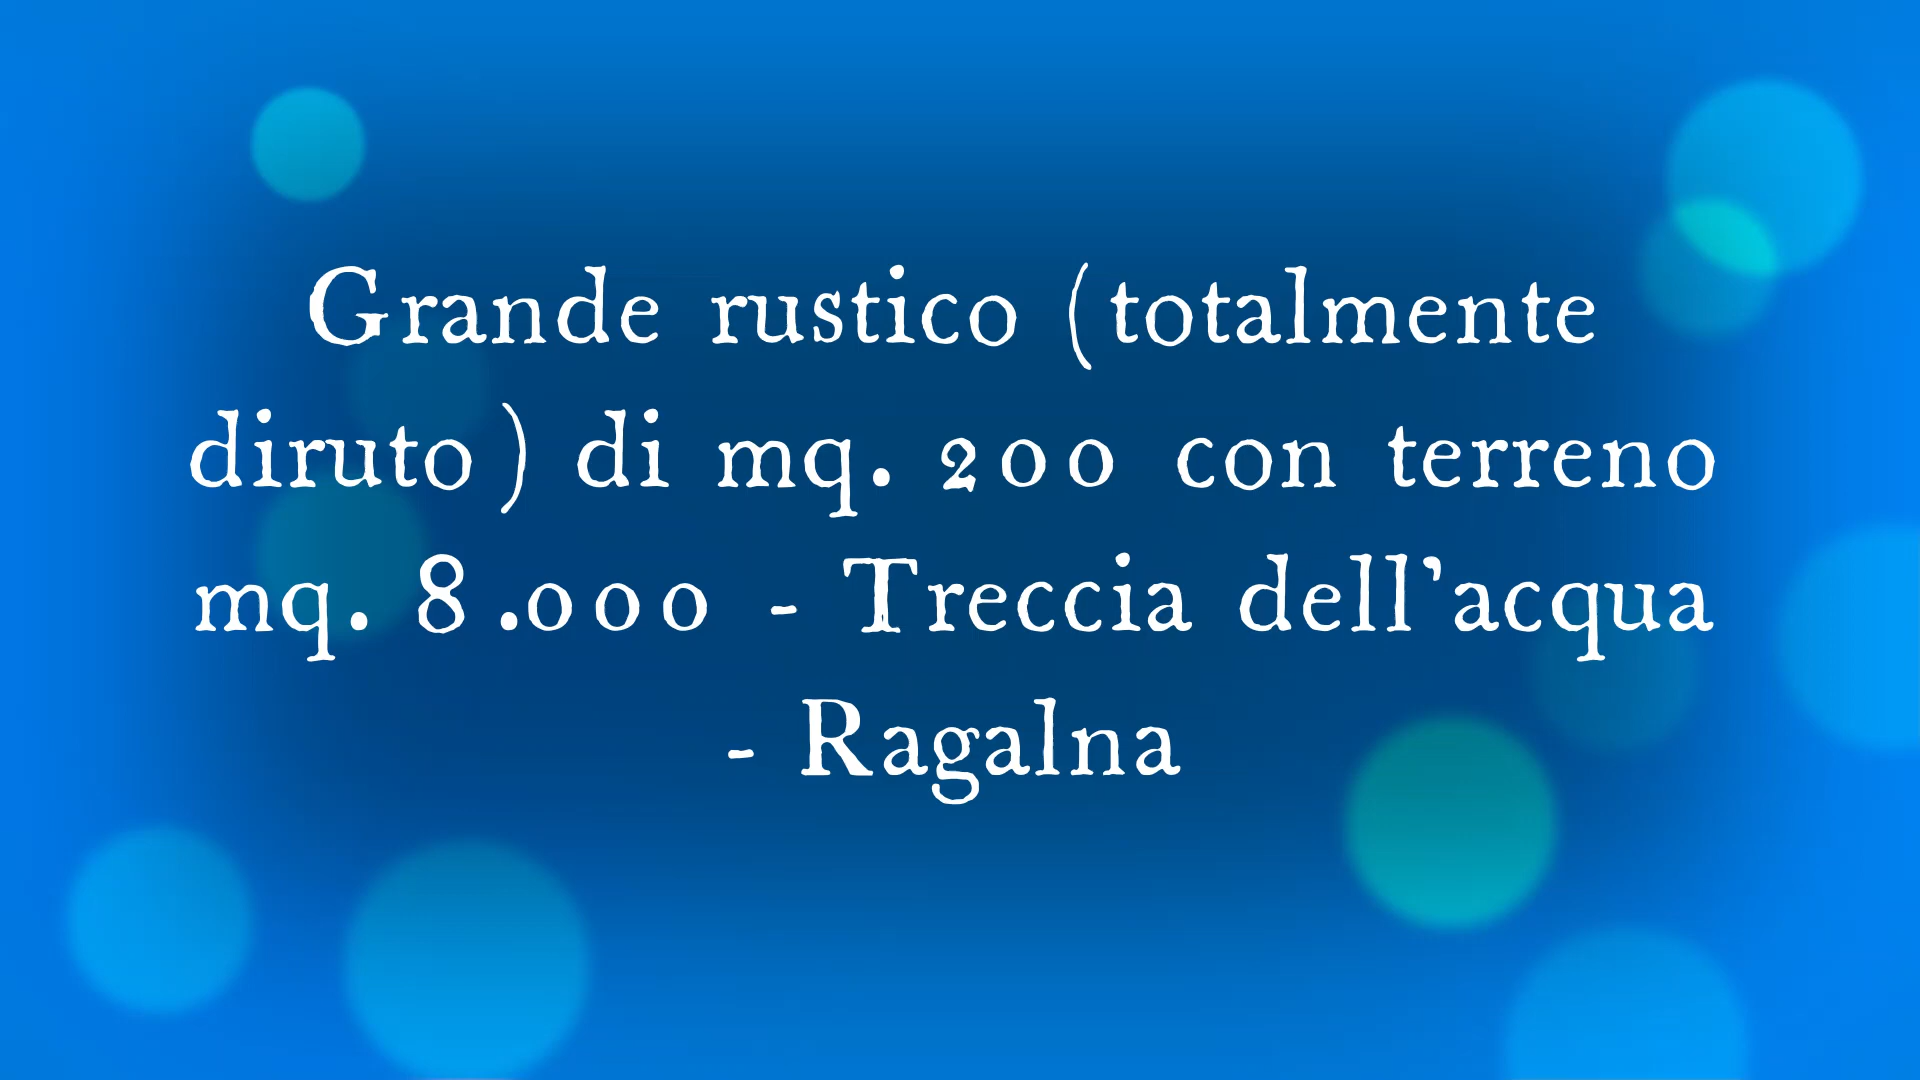 Grande rustico (totalmente
diruto) di mq. 200 con terreno
mq. 8.000 - Treccia dell’acqua
- Ragalna